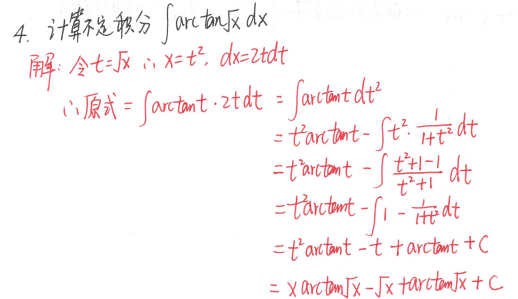 4. 计算不定积分 ∫arctan√x dx
解: 令t=√x ∴ x=t², dx=2tdt
∴原式 = ∫arctant·2tdt = ∫arctant dt²
= t²arctant - ∫t²· 1/(1+t²) dt
= t²arctant - ∫ (t²+1-1)/(t²+1) dt
= t²arctant - ∫1 - 1/(1+t²) dt
= t²arctant - t + arctant + C
= x arctan√x - √x + arctan√x + C